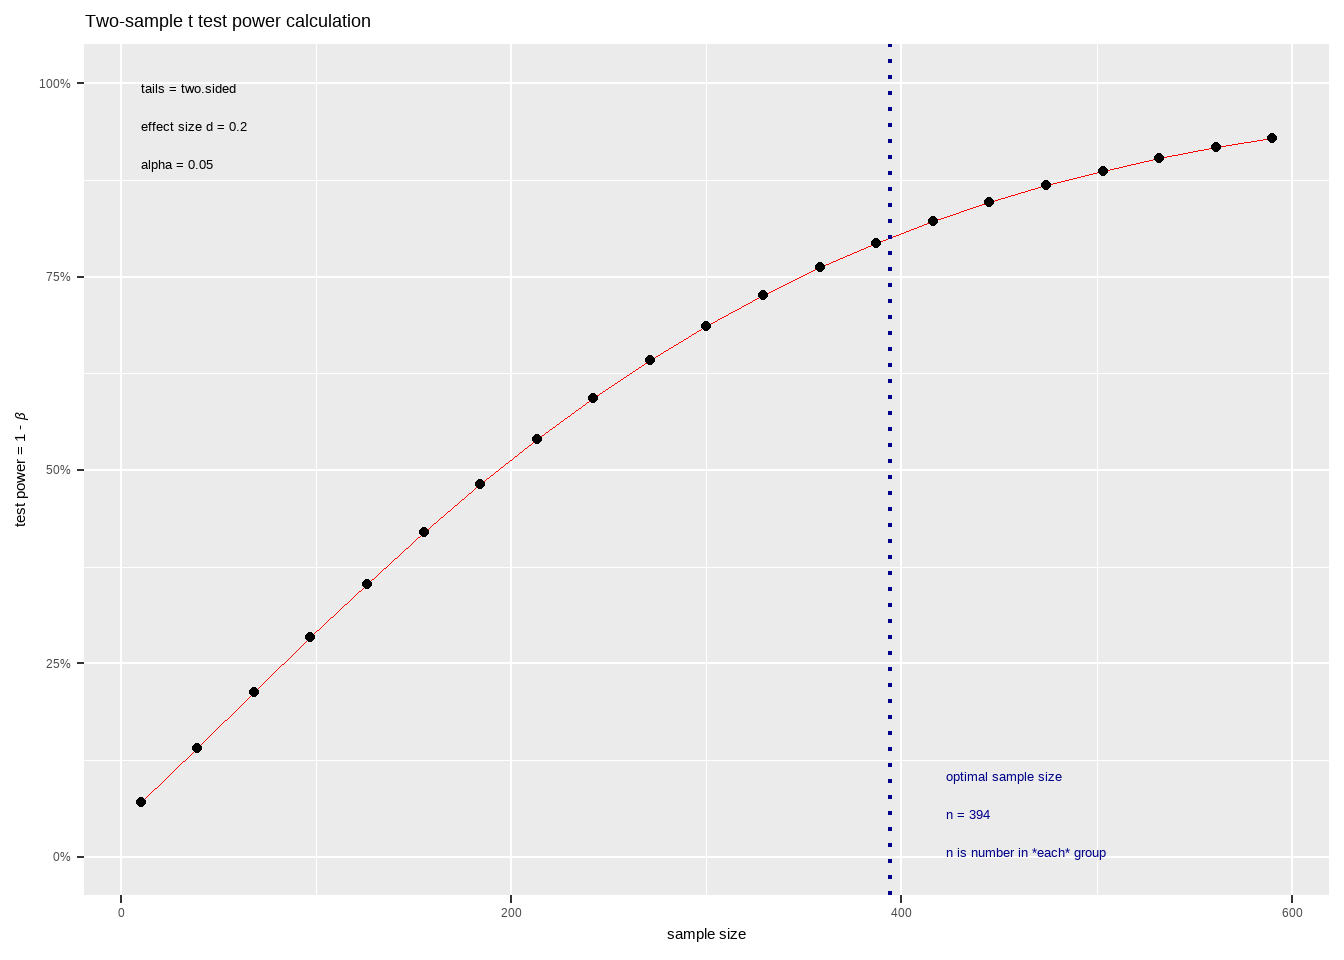 Two-sample t test power calculation
100%
75%
50%
25%
0%
test power = 1 - β
tails = two.sided
effect size d = 0.2
alpha = 0.05
optimal sample size
n = 394
n is number in *each* group
0
200
400
600
sample size